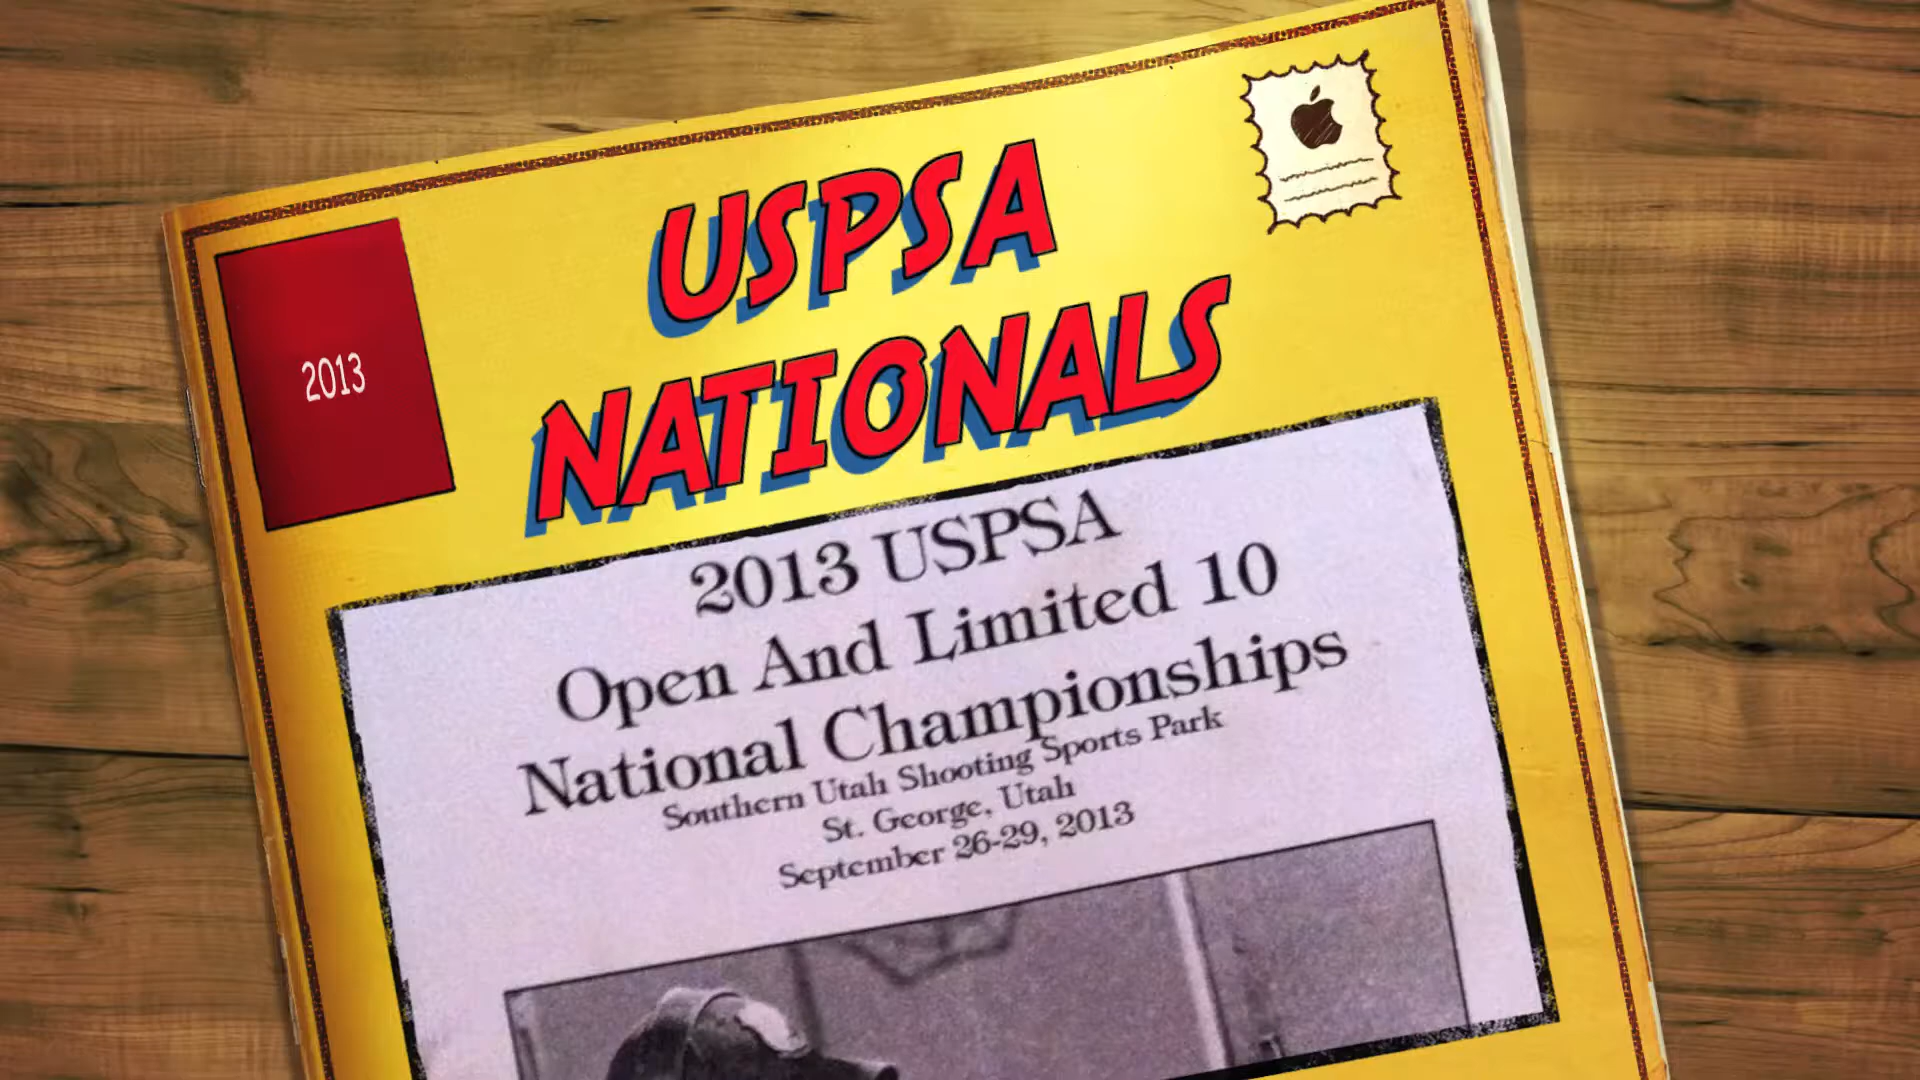 2013
USPSA
NATIONALS
2013 USPSA
Open And Limited 10
National Championships
Southern Utah Shooting Sports Park
St. George, Utah
September 26-29, 2013